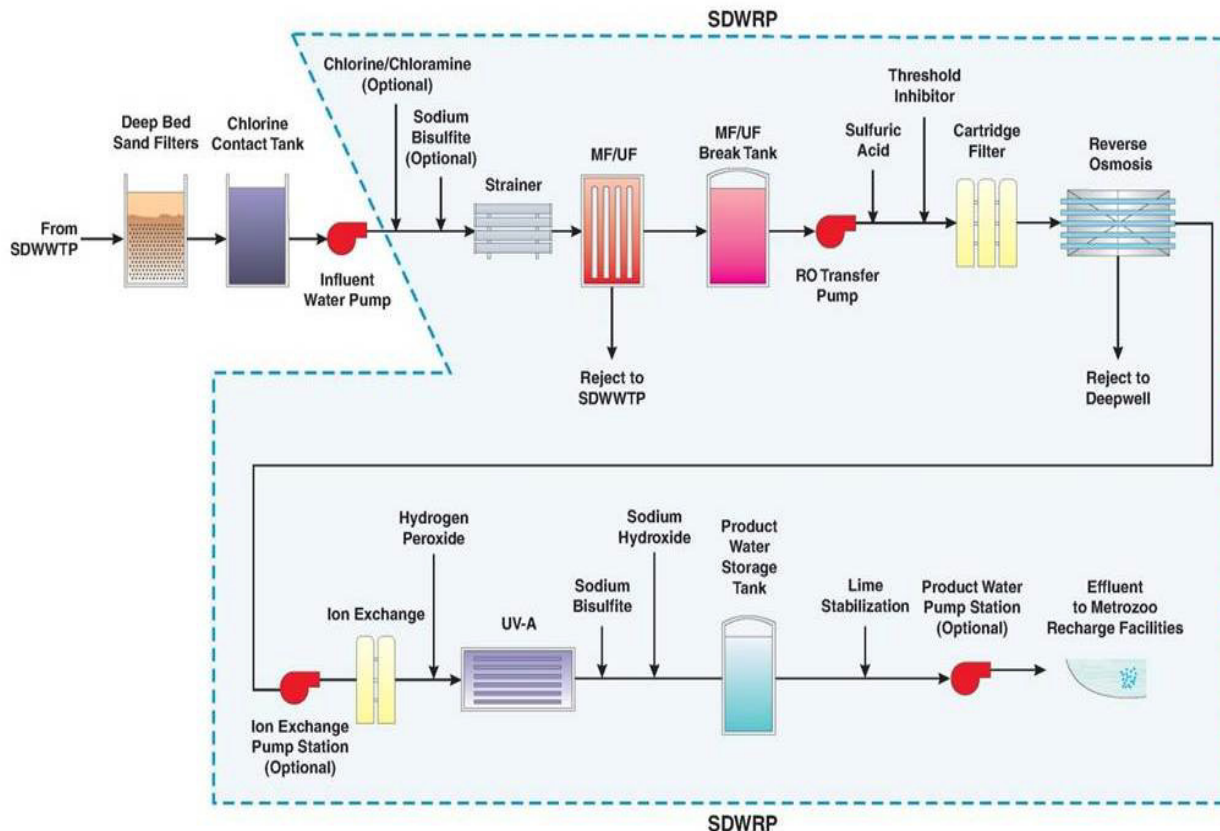 SDWRP
Chlorine/Chloramine
(Optional)
Sodium
Bisulfite
(Optional)
Threshold
Inhibitor
Sulfuric
Acid
Deep Bed
Sand Filters
Chlorine
Contact Tank
Strainer
MF/UF
MF/UF
Break Tank
Cartridge
Filter
Reverse
Osmosis
From
SDWWTP
Influent
Water Pump
RO Transfer
Pump
Reject to
SDWWTP
Reject to
Deepwell
Hydrogen
Peroxide
Sodium
Hydroxide
Product
Water
Storage
Tank
Ion Exchange
UV-A
Sodium
Bisulfite
Lime
Stabilization
Product Water
Pump Station
(Optional)
Effluent
to Metrozoo
Recharge Facilities
Ion Exchange
Pump Station
(Optional)
SDWRP